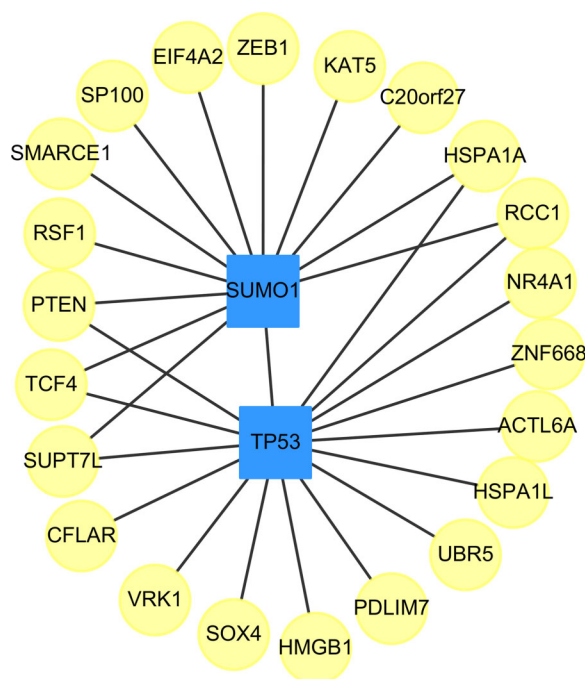 ZEB1
EIF4A2
KAT5
SP100
C20orf27
SMARCE1
HSPA1A
RSF1
RCC1
SUMO1
NR4A1
PTEN
ZNF668
TCF4
ACTL6A
TP53
SUPT7L
HSPA1L
CFLAR
UBR5
VRK1
PDLIM7
SOX4
HMGB1